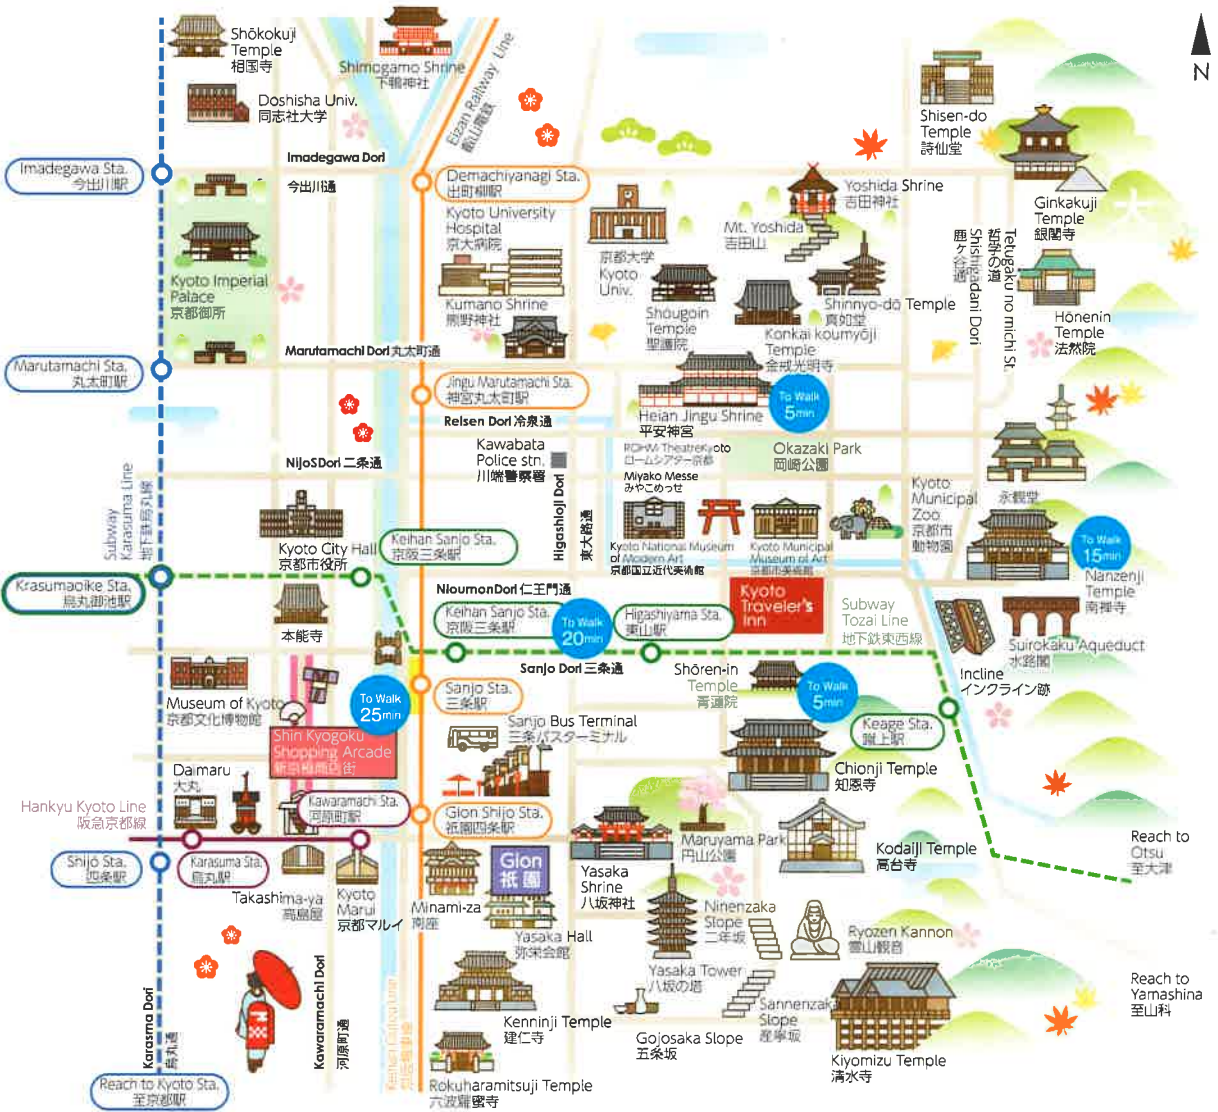 Shōkokuji
Temple
相国寺
Shimogamo Shrine
下鴨神社
Eizan Railway Line
叡山電鉄
N
Doshisha Univ.
同志社大学
Shisen-do
Temple
詩仙堂
Imadegawa Dori
今出川通
Imadegawa Sta.
今出川駅
Demachiyanagi Sta.
出町柳駅
Yoshida Shrine
吉田神社
Ginkakuji
Temple
銀閣寺
大
Kyoto University
Hospital
京大病院
Mt. Yoshida
吉田山
京都大学
Kyoto
Univ.
Tetugaku no michi St.
哲学の道
Shishigadani Dori
鹿ケ谷通
Kyoto Imperial
Palace
京都御所
Kumano Shrine
熊野神社
Shougoin
Temple
聖護院
Shinnyo-dō Temple
真如堂
Konkai koumyōji
Temple
金戒光明寺
Hōnenin
Temple
法然院
Marutamachi Dori 丸太町通
Marutamachi Sta.
丸太町駅
Jingu Marutamachi Sta.
神宮丸太町駅
To Walk
5min
Heian Jingu Shrine
平安神宮
Reisen Dori 冷泉通
Kawabata
Police stn.
川端警察署
ROHM TheatreKyoto
ロームシアター京都
Okazaki Park
岡崎公園
NijoSDori 二条通
Miyako Messe
みやこめっせ
Higashioji Dori
東大路通
Kyoto
Municipal
Zoo
京都市
動物園
永観堂
Subway
Karasuma Line
地下鉄烏丸線
Kyoto City Hall
京都市役所
Keihan Sanjo Sta.
京阪三条駅
Kyoto National Museum
of Modern Art
京都国立近代美術館
Kyoto Municipal
Museum of Art
京都市美術館
To Walk
15min
Nanzenji
Temple
南禅寺
Krasumaoike Sta.
烏丸御池駅
NioumonDori 仁王門通
Kyoto
Traveler's
Inn
Keihan Sanjo Sta.
京阪三条駅
To Walk
20min
Higashiyama Sta.
東山駅
Subway
Tozai Line
地下鉄東西線
本能寺
Suirokaku Aqueduct
水路閣
Incline
インクライン跡
Sanjo Dori 三条通
Shōren-in
Temple
青蓮院
To Walk
5min
Museum of Kyoto
京都文化博物館
To Walk
25min
Sanjo Sta.
三条駅
Keage Sta.
蹴上駅
Sanjo Bus Terminal
三条バスターミナル
Shin Kyogoku
Shopping Arcade
新京極商店街
Chionji Temple
知恩寺
Daimaru
大丸
Hankyu Kyoto Line
阪急京都線
Kawaramachi Sta.
河原町駅
Gion Shijo Sta.
祇園四条駅
Maruyama Park
円山公園
Kodaiji Temple
高台寺
Reach to
Otsu
至大津
Shijo Sta.
四条駅
Karasuma Sta.
烏丸駅
Gion
祇園
Yasaka
Shrine
八坂神社
Takashima-ya
高島屋
Kyoto
Marui
京都マルイ
Minami-za
南座
Yasaka Hall
弥栄会館
Ninenzaka
Slope
二年坂
Ryozen Kannon
霊山観音
Yasaka Tower
八坂の塔
Sannenzaka
Slope
産寧坂
Reach to
Yamashina
至山科
Karasma Dori
烏丸通
Kawaramachi Dori
河原町通
Kenninji Temple
建仁寺
Gojosaka Slope
五条坂
Kiyomizu Temple
清水寺
Rokuharamitsuji Temple
六波羅蜜寺
Reach to Kyoto Sta.
至京都駅